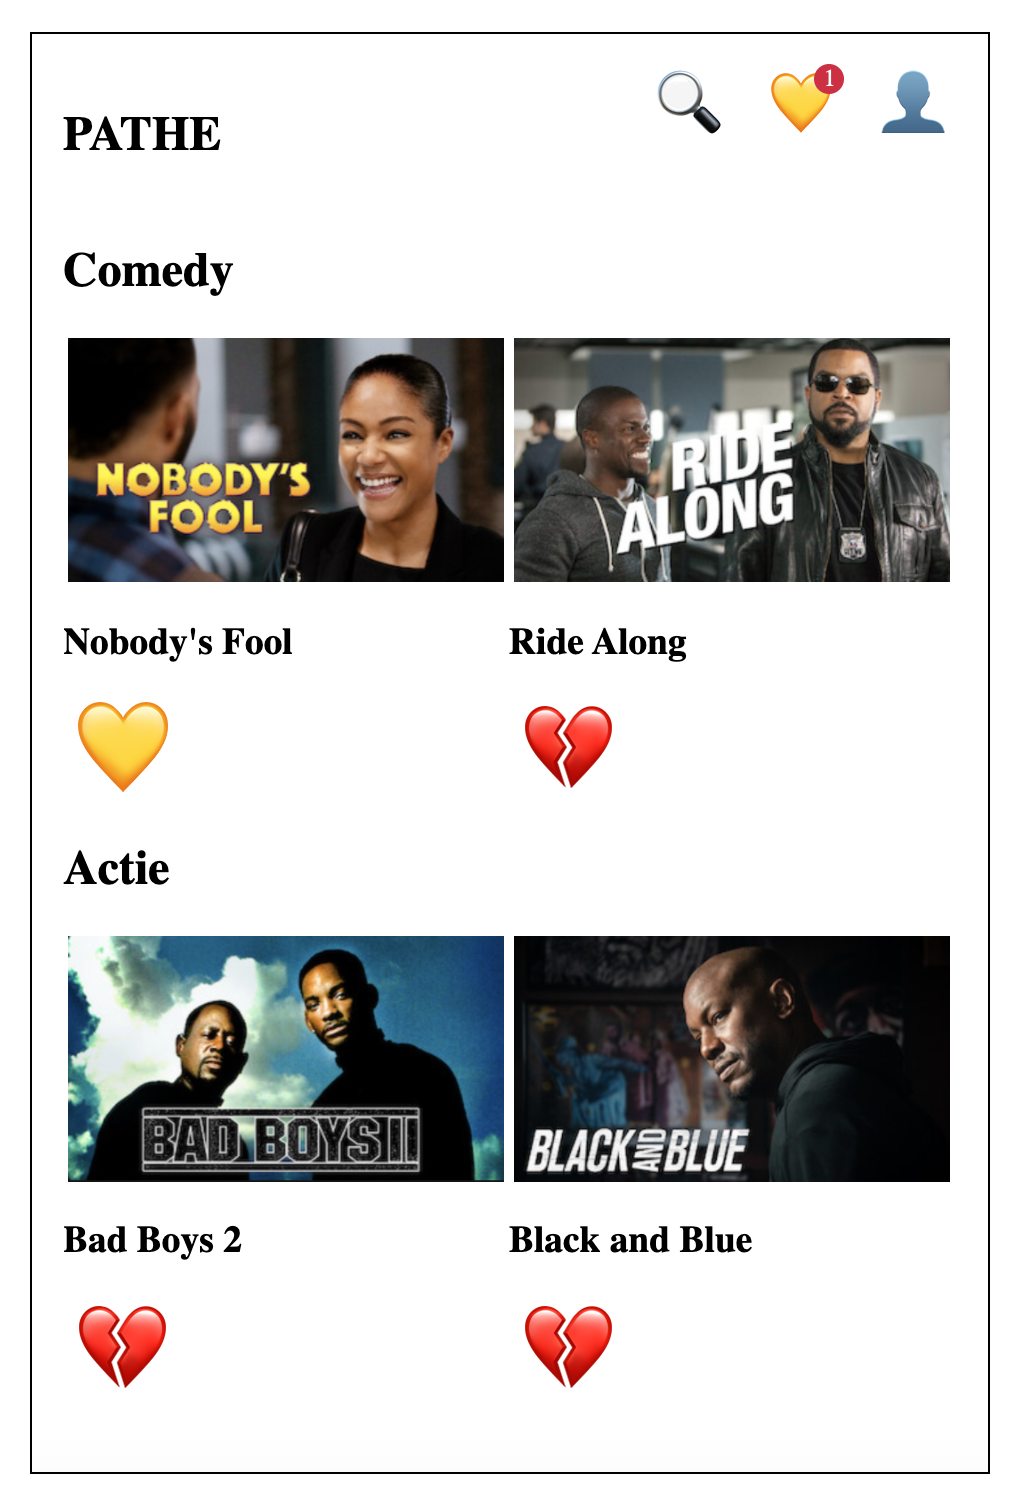 1
PATHE
Comedy
NOBODY'S
FOOL
RIDE
ALONG
Nobody's Fool
Ride Along
Actie
BAD BOYS II
BLACK AND BLUE
Bad Boys 2
Black and Blue